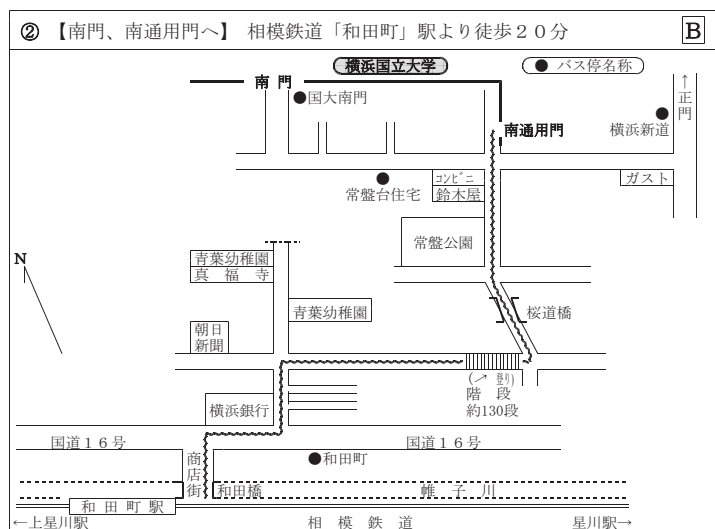 ② 【南門、南通用門へ】 相模鉄道「和田町」駅より徒歩20分
B
横浜国立大学
● バス停名称
南 門
●国大南門
↑正門
南通用門
横浜新道
コンビニ
鈴木屋
ガスト
常盤台住宅
常盤公園
N
青葉幼稚園
真 福 寺
青葉幼稚園
桜道橋
朝日
新聞
(↗ 登り)
階 段
約130段
横浜銀行
国道16号
商店街
国道16号
●和田町
和田橋
帷 子 川
和 田 町 駅
←上星川駅
相 模 鉄 道
星川駅→